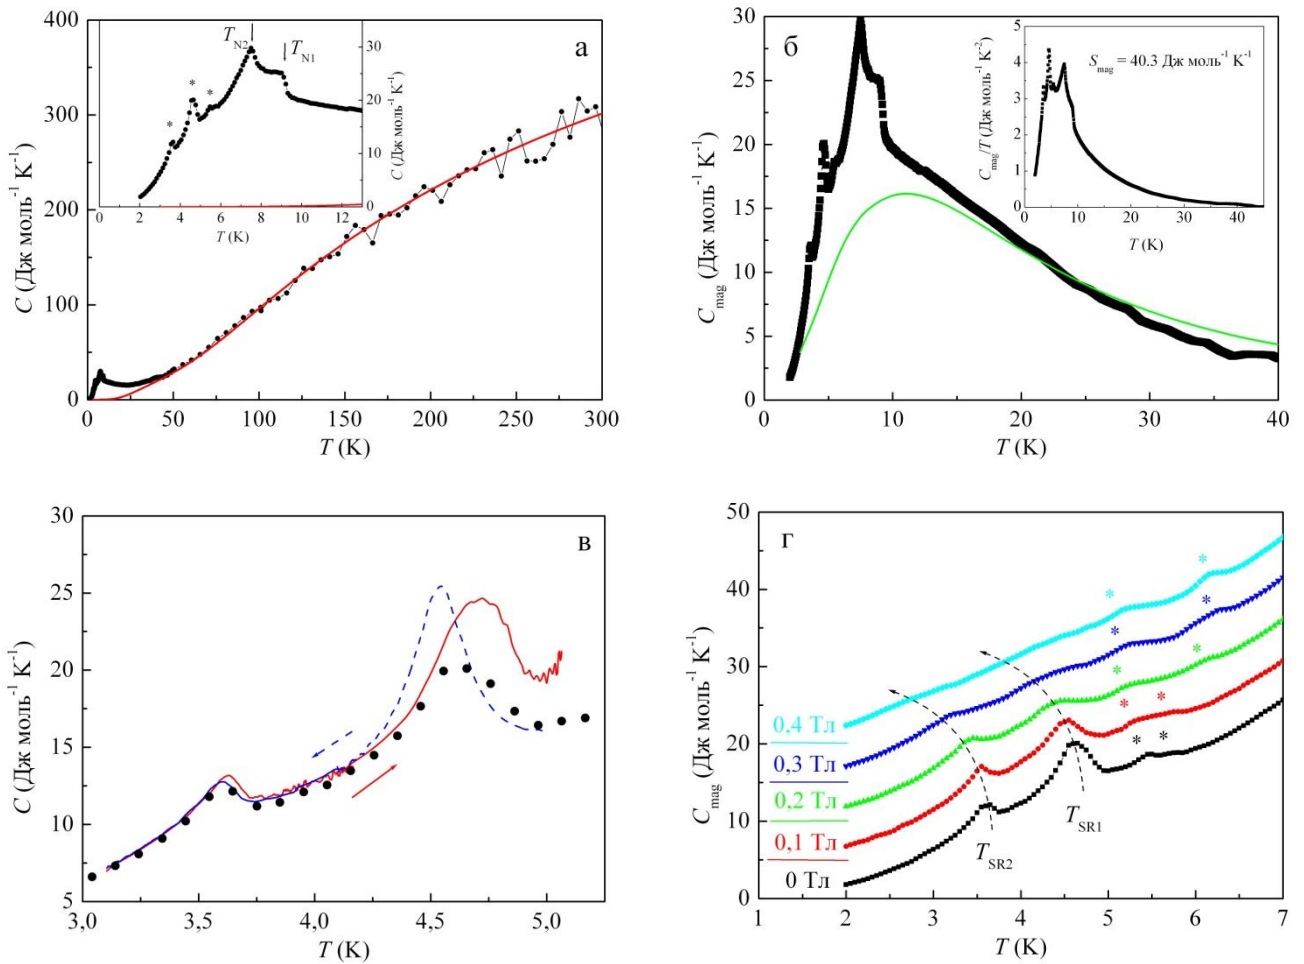 а
C (Дж моль⁻¹ K⁻¹)
400
300
200
100
0
0 50 100 150 200 250 300
T (K)
T_N2
T_N1
* * *
30
20
10
0
C (Дж моль⁻¹ K⁻¹)
2 4 6 8 10 12
T (K)
б
C_mag (Дж моль⁻¹ K⁻¹)
30
25
20
15
10
5
0
0 10 20 30 40
T (K)
S_mag = 40.3 Дж моль⁻¹ K⁻¹
C_mag/T (Дж моль⁻¹ K⁻²)
5
4
3
2
1
0
0 10 20 30 40
T (K)
в
C (Дж моль⁻¹ K⁻¹)
30
25
20
15
10
5
3,0 3,5 4,0 4,5 5,0
T (K)
г
C_mag (Дж моль⁻¹ K⁻¹)
50
40
30
20
10
0
0,4 Тл
0,3 Тл
0,2 Тл
0,1 Тл
0 Тл
* *
* *
* *
* *
* *
T_SR1
T_SR2
1 2 3 4 5 6 7
T (K)